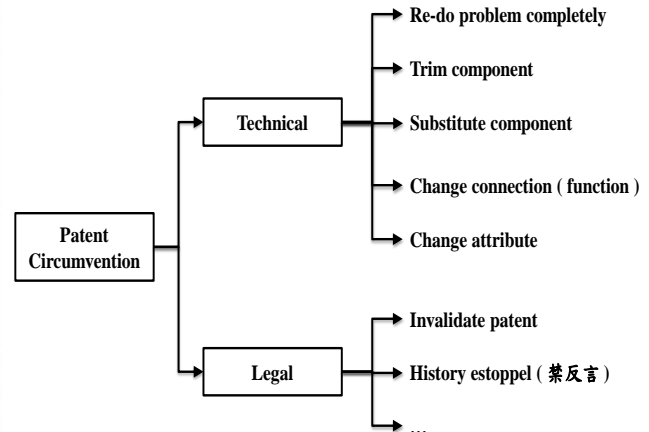 Patent
Circumvention
Technical
Re-do problem completely
Trim component
Substitute component
Change connection ( function )
Change attribute
Legal
Invalidate patent
History estoppel ( 禁反言 )
...